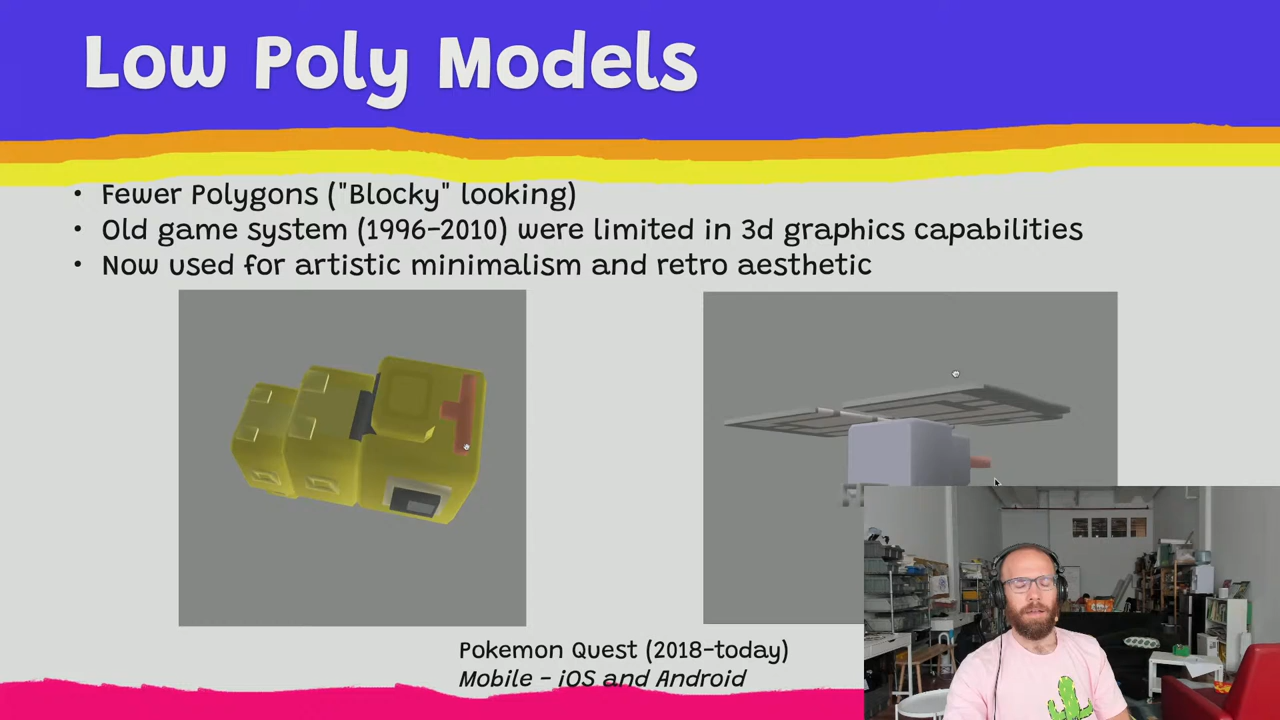 Low Poly Models
• Fewer Polygons ("Blocky" looking)
• Old game system (1996-2010) were limited in 3d graphics capabilities
• Now used for artistic minimalism and retro aesthetic
Pokemon Quest (2018-today)
Mobile - iOS and Android